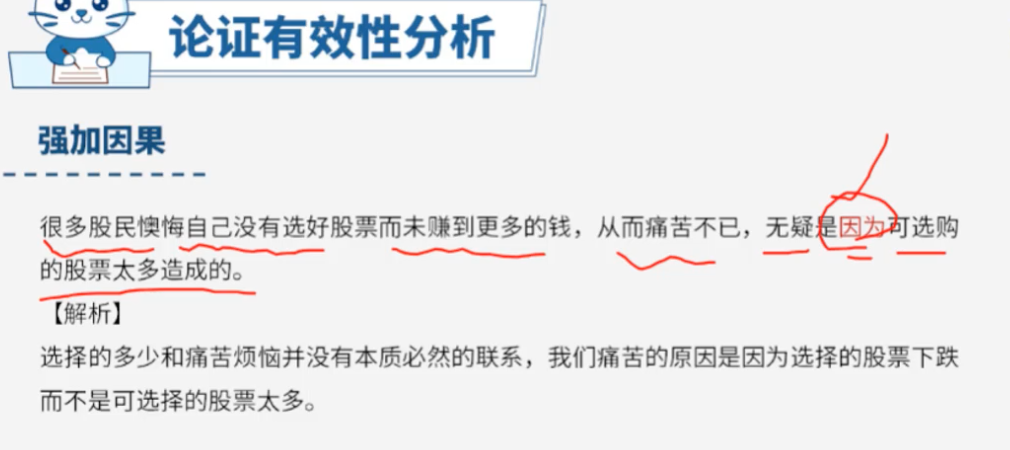 论证有效性分析
强加因果
很多股民懊悔自己没有选好股票而未赚到更多的钱，从而痛苦不已，无疑是因为可选购
的股票太多造成的。
【解析】
选择的多少和痛苦烦恼并没有本质必然的联系，我们痛苦的原因是因为选择的股票下跌
而不是可选择的股票太多。